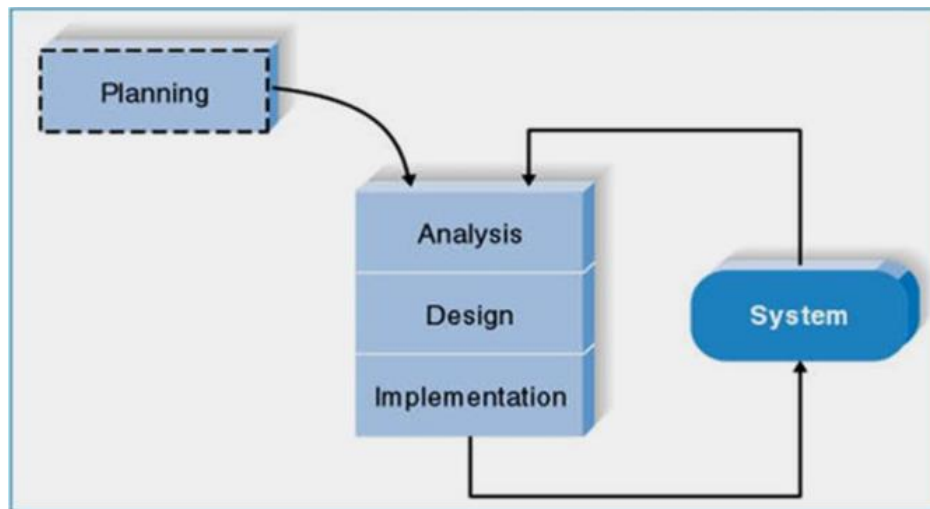 Planning
Analysis
Design
System
Implementation